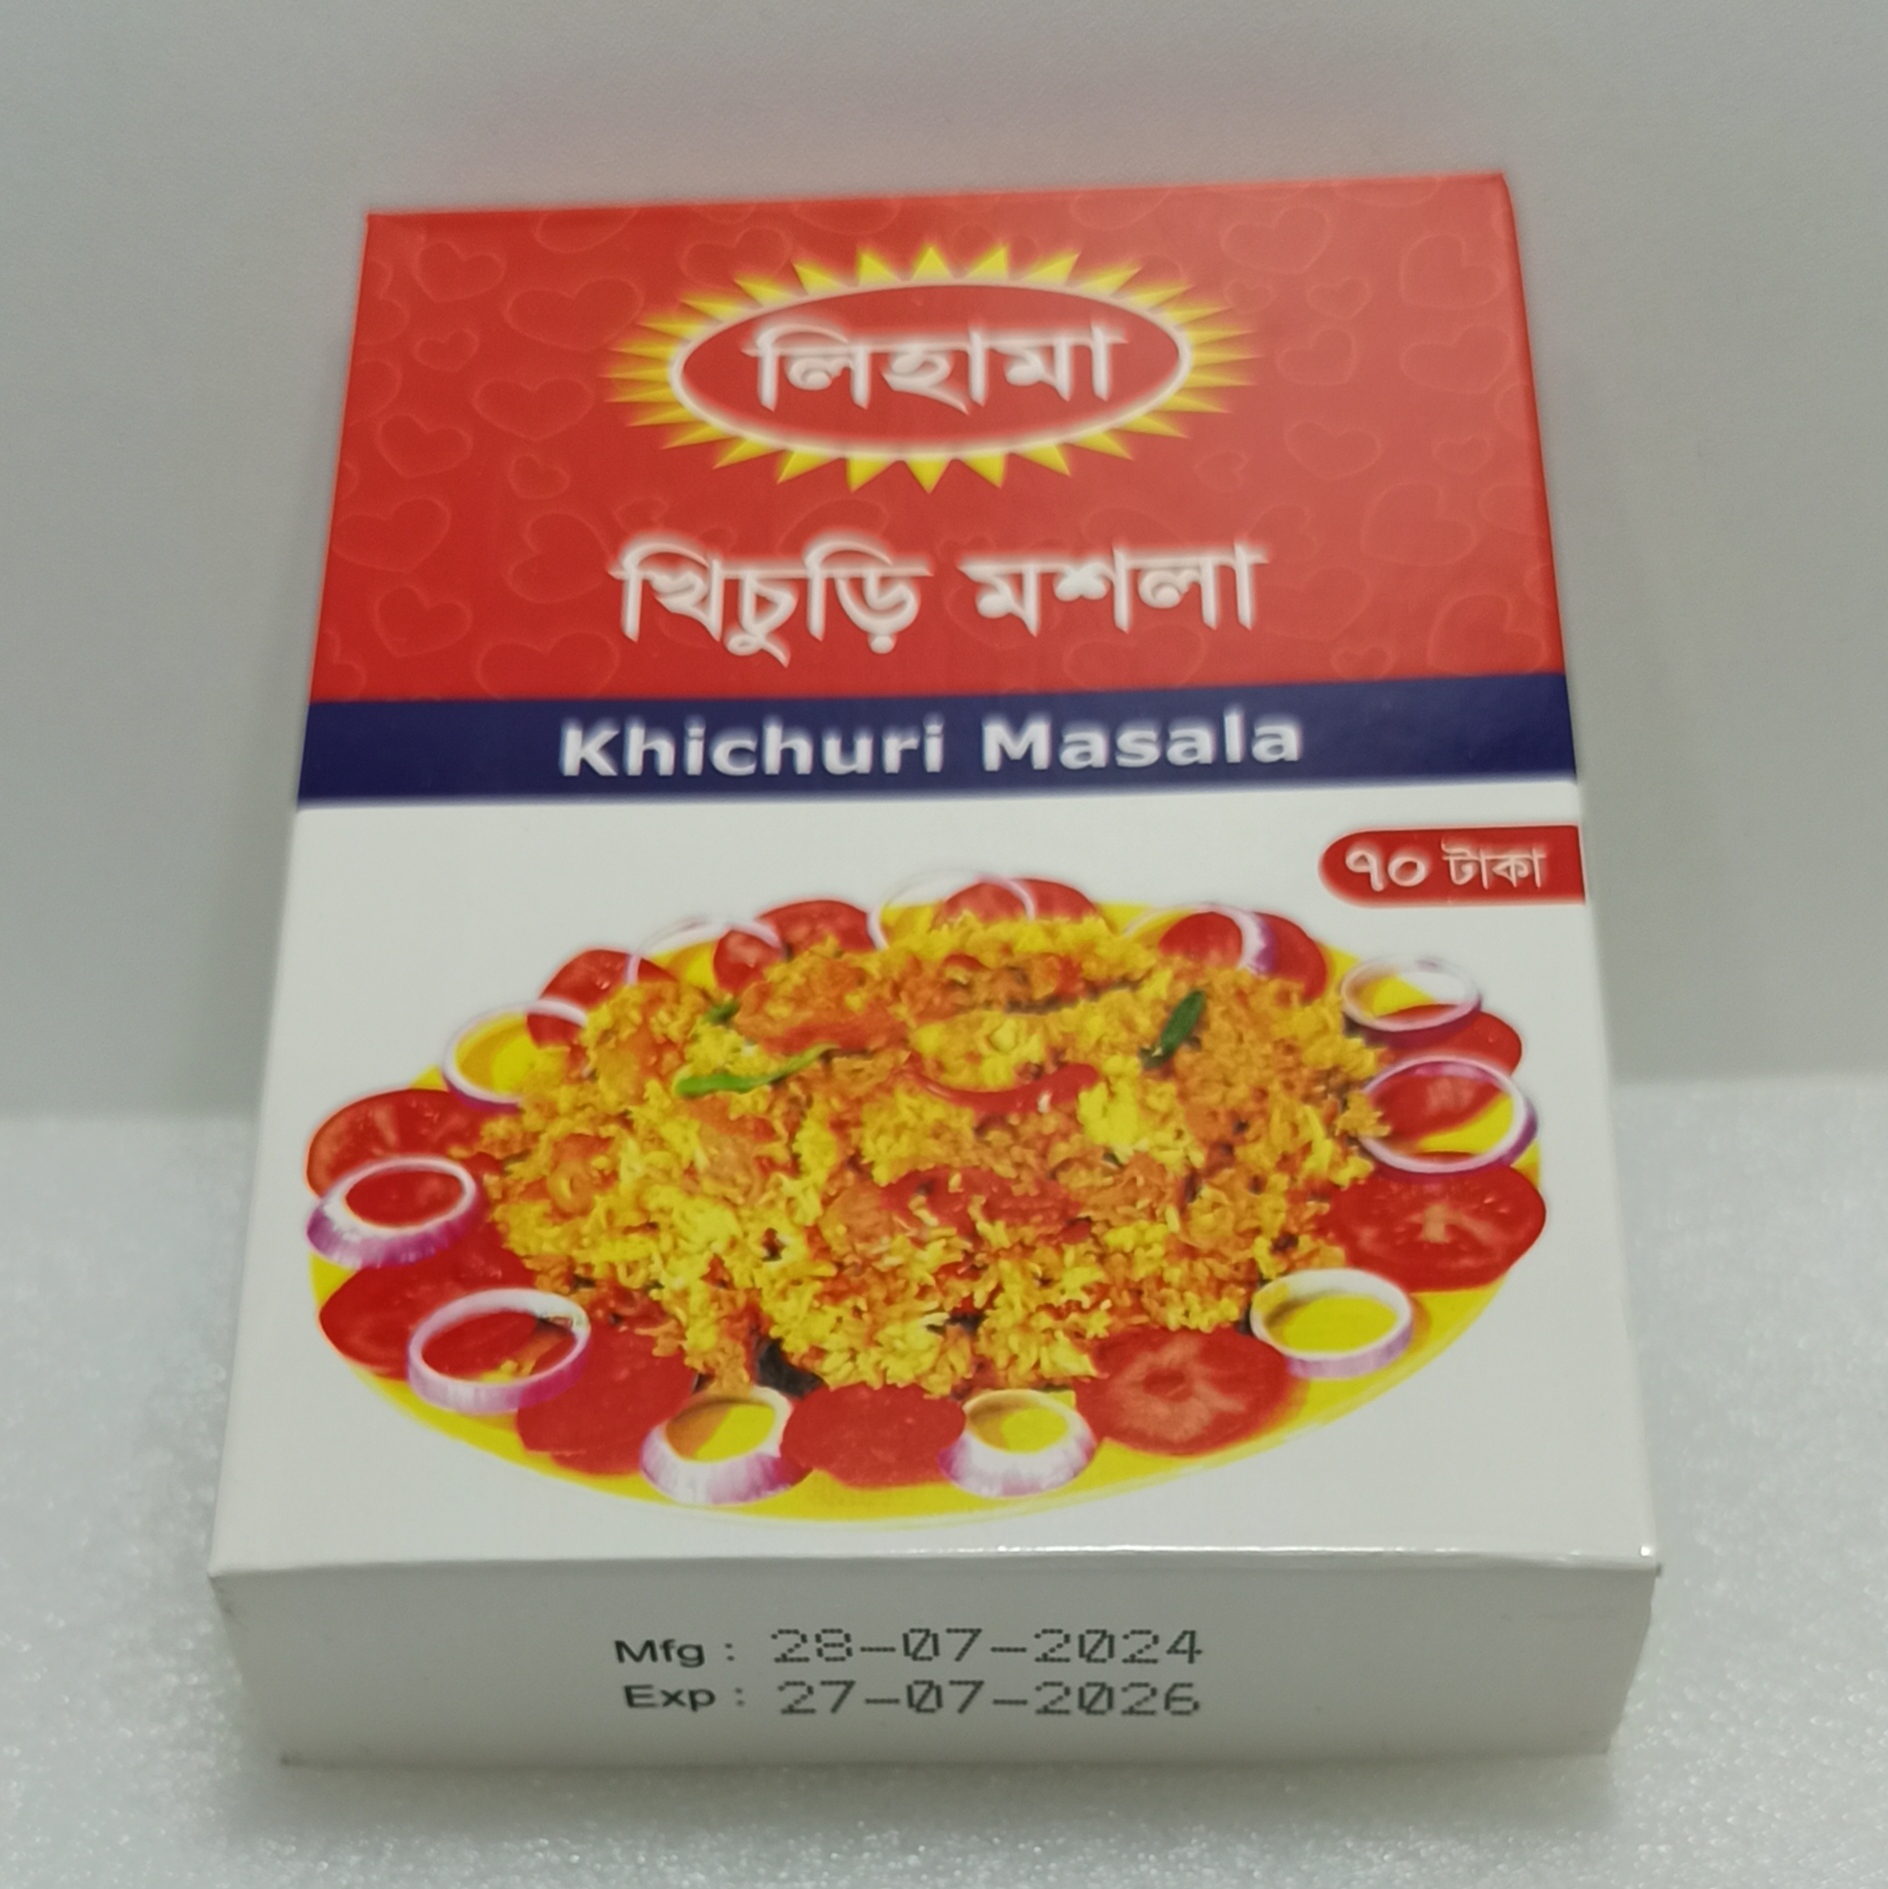 লিহামা
খিচুড়ি মশলা
Khichuri Masala
৭০ টাকা
Mfg : 28-07-2024
Exp : 27-07-2026